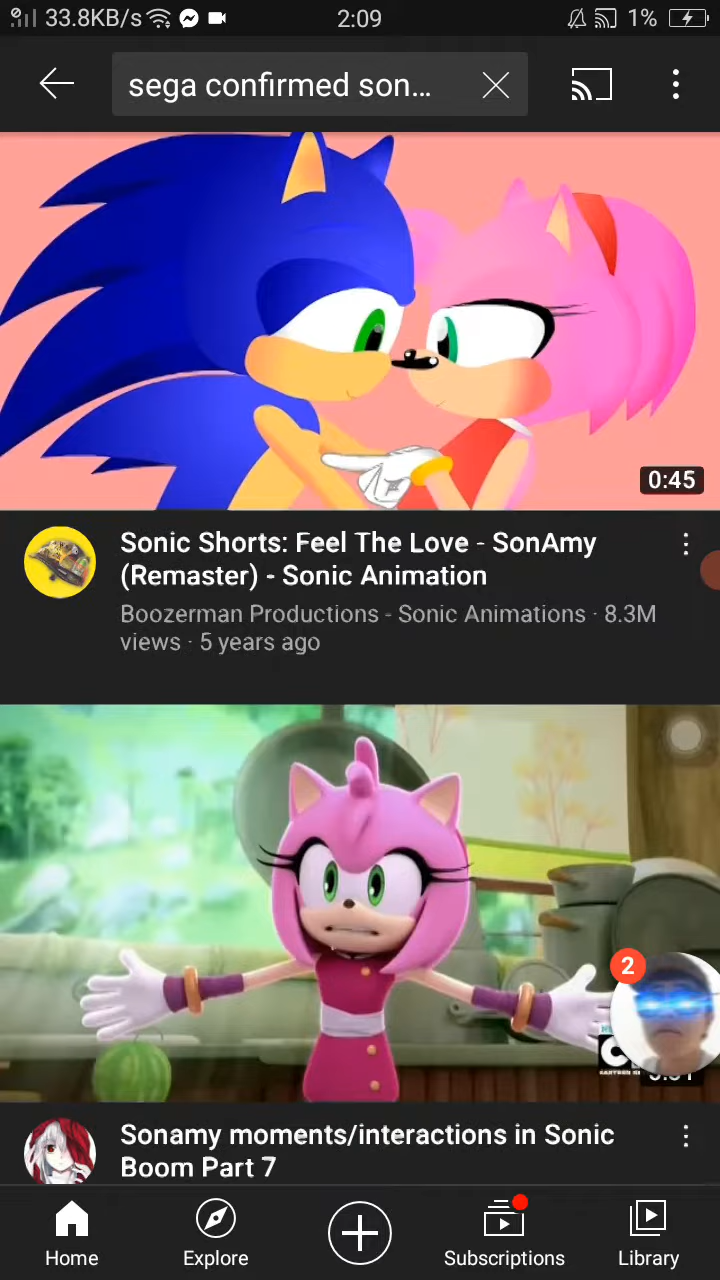 33.8KB/s 2:09 1%
sega confirmed son...
0:45
Sonic Shorts: Feel The Love - SonAmy
(Remaster) - Sonic Animation
Boozerman Productions - Sonic Animations · 8.3M
views · 5 years ago
2
Sonamy moments/interactions in Sonic
Boom Part 7
Home Explore Subscriptions Library